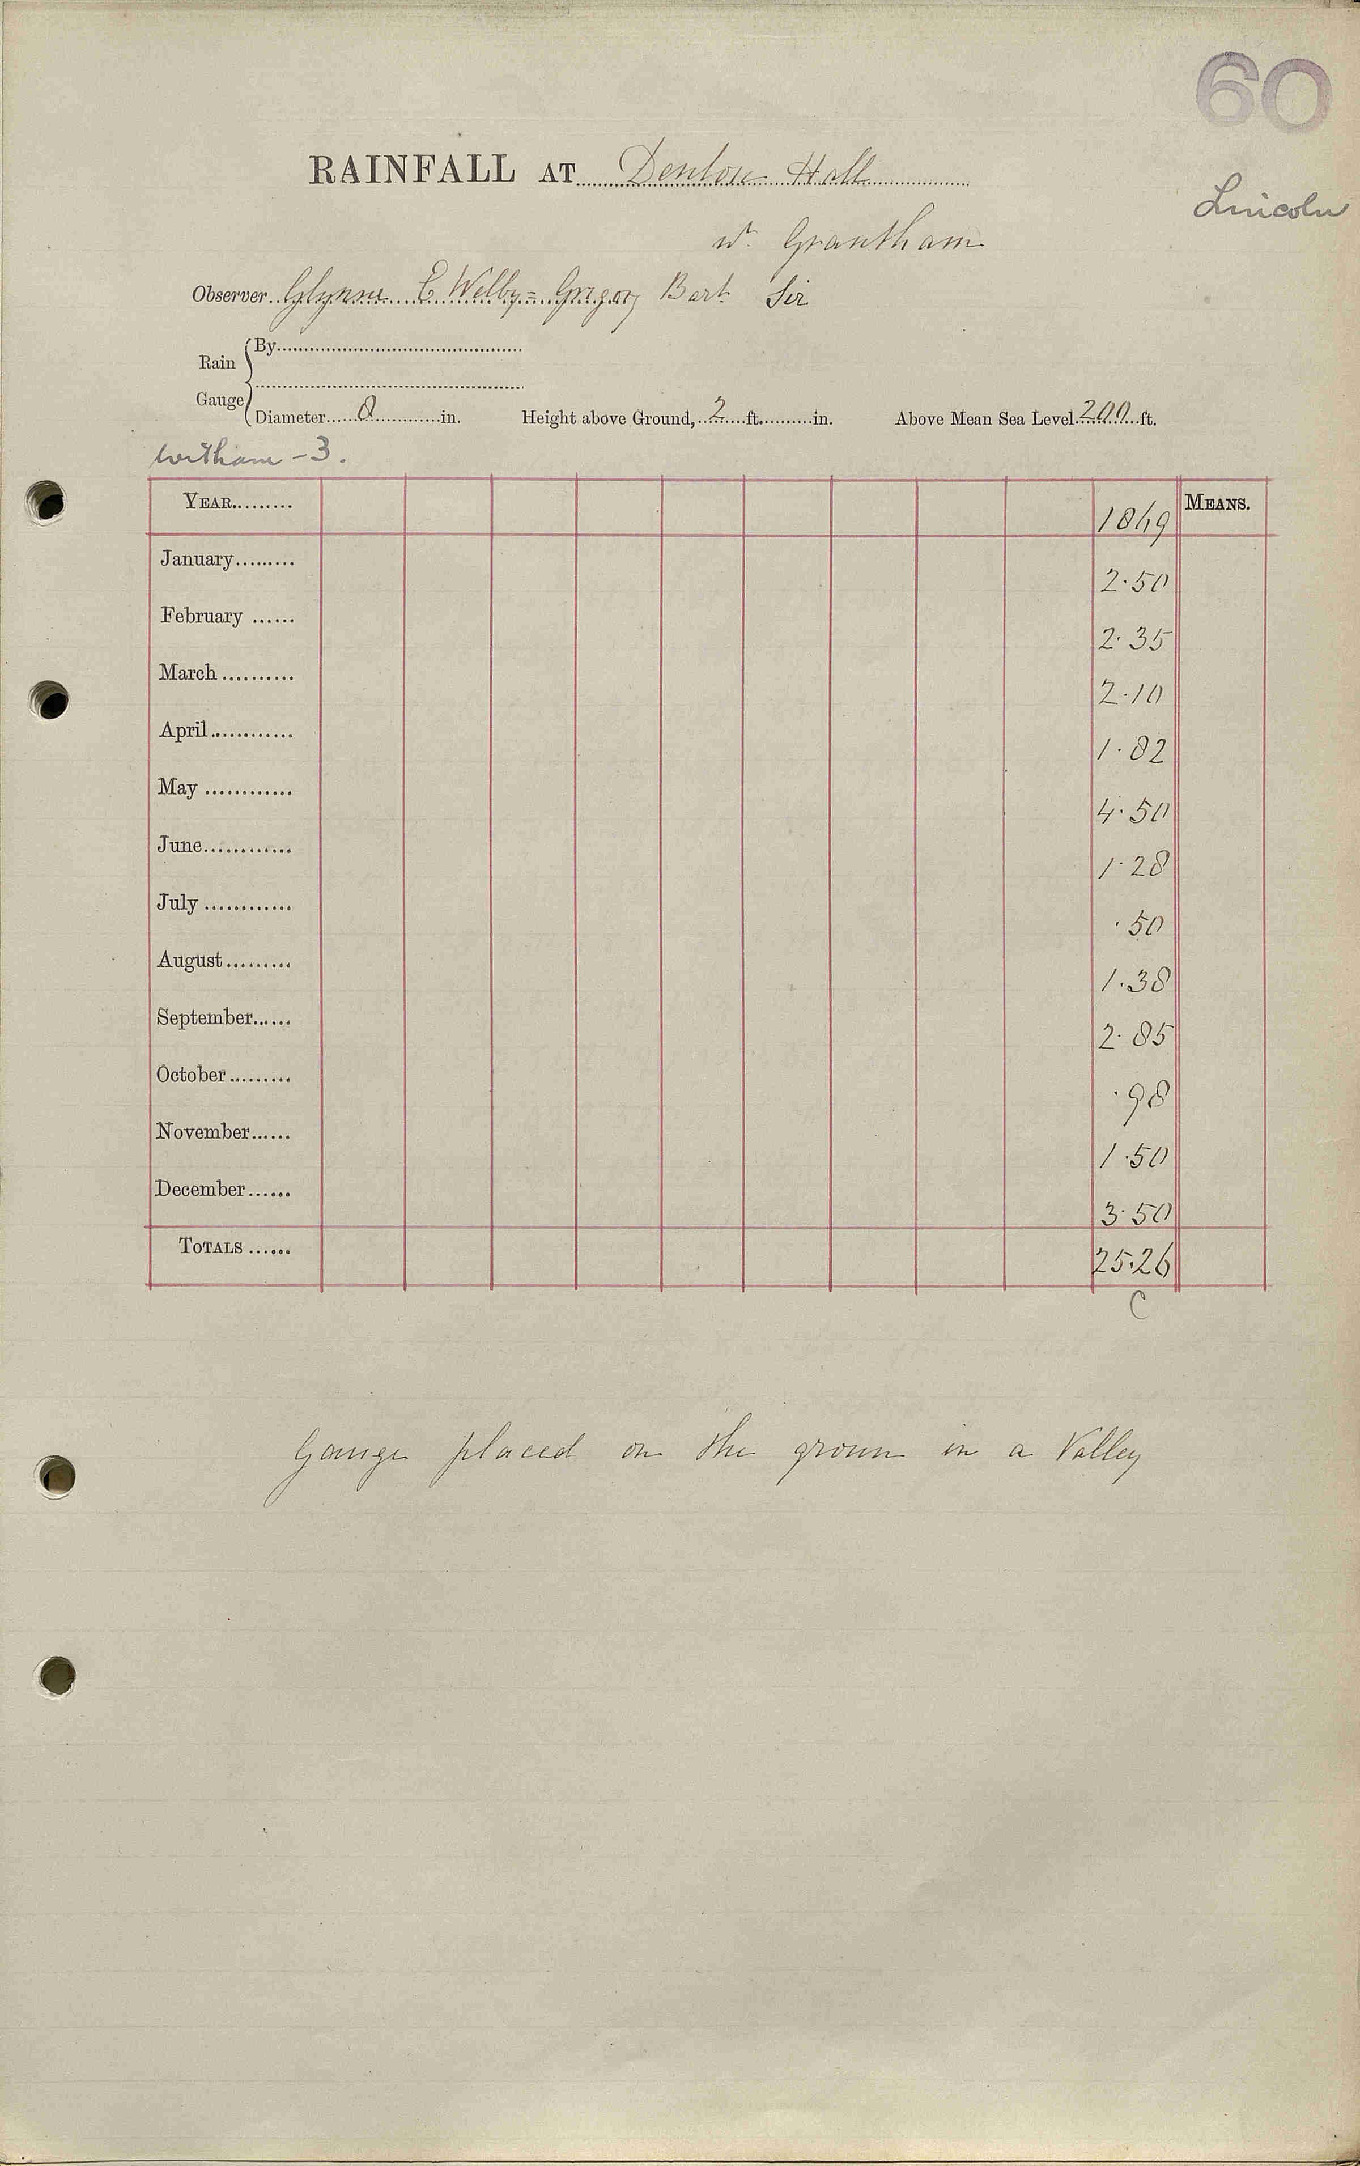 60
RAINFALL AT Denton Hall
Lincoln
nr. Grantham
Observer Glynne E Welby=Gregory Bart Sir
Rain Gauge
By
Diameter 8 in. Height above Ground, 2 ft. in. Above Mean Sea Level 200 ft.
Witham - 3.
YEAR 1869 MEANS.
January 2.50
February 2.35
March 2.10
April 1.82
May 4.50
June 1.28
July .50
August 1.38
September 2.85
October .98
November 1.50
December 3.50
TOTALS 25.26
C
Gauge placed on the groun in a Valley